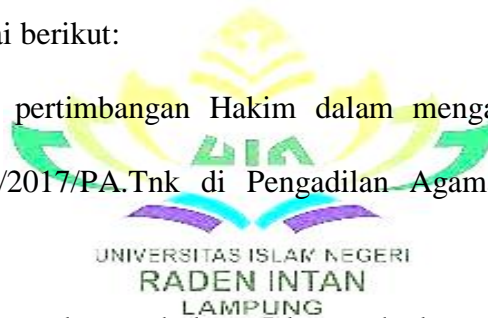 ai berikut:
pertimbangan Hakim dalam menga
/2017/PA.Tnk di Pengadilan Agam
UNIVERSITAS ISLAM NEGERI
RADEN INTAN
LAMPUNG